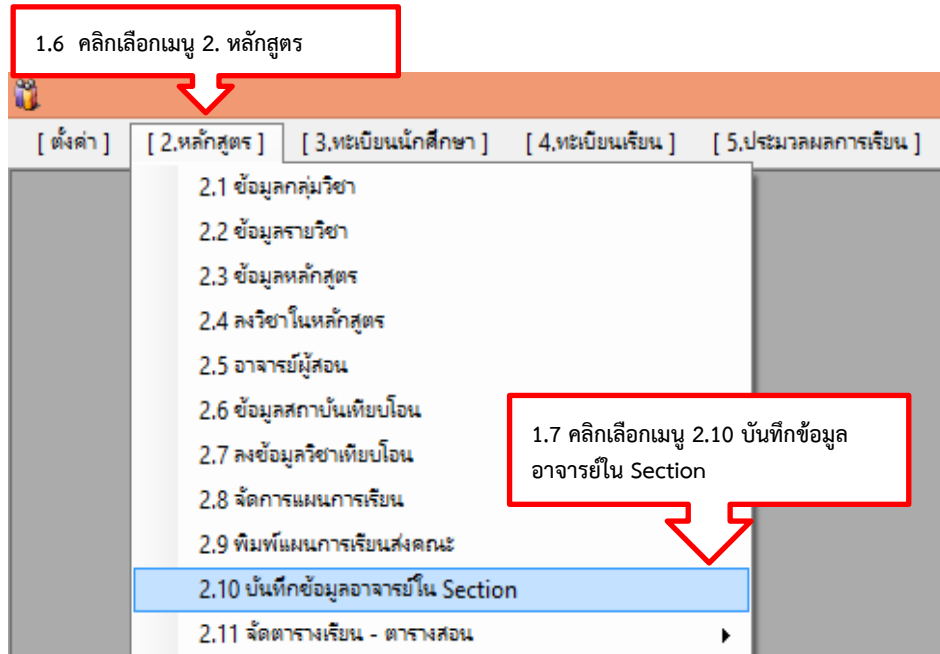 1.6 คลิกเลือกเมนู 2. หลักสูตร
[ ตั้งค่า ] [ 2.หลักสูตร ] [ 3.ทะเบียนนักศึกษา ] [ 4.ทะเบียนเรียน ] [ 5.ประมวลผลการเรียน ]
2.1 ข้อมูลกลุ่มวิชา
2.2 ข้อมูลรายวิชา
2.3 ข้อมูลหลักสูตร
2.4 ลงวิชาในหลักสูตร
2.5 อาจารย์ผู้สอน
2.6 ข้อมูลสถาบันเทียบโอน
2.7 ลงข้อมูลวิชาเทียบโอน
1.7 คลิกเลือกเมนู 2.10 บันทึกข้อมูล
อาจารย์ใน Section
2.8 จัดการแผนการเรียน
2.9 พิมพ์แผนการเรียนส่งคณะ
2.10 บันทึกข้อมูลอาจารย์ใน Section
2.11 จัดตารางเรียน - ตารางสอน